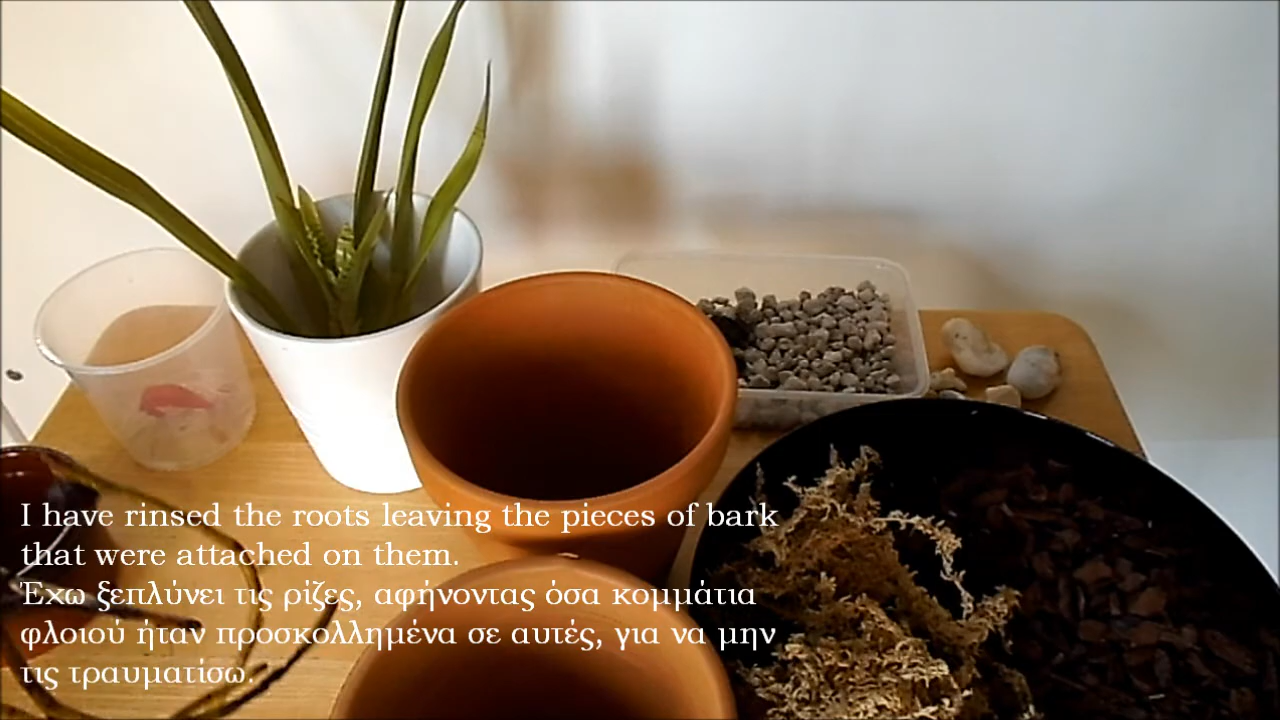 I have rinsed the roots leaving the pieces of bark
that were attached on them.
Έχω ξεπλύνει τις ρίζες, αφήνοντας όσα κομμάτια
φλοιού ήταν προσκολλημένα σε αυτές, για να μην
τις τραυματίσω.